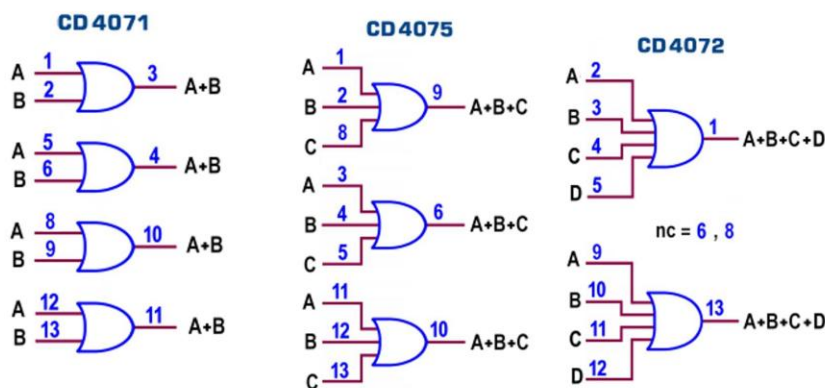 CD4071
A 1
B 2
3 A+B
A 5
B 6
4 A+B
A 8
B 9
10 A+B
A 12
B 13
11 A+B
CD4075
A 1
B 2
C 8
9 A+B+C
A 3
B 4
C 5
6 A+B+C
A 11
B 12
C 13
10 A+B+C
CD4072
A 2
B 3
C 4
D 5
1 A+B+C+D
nc = 6 , 8
A 9
B 10
C 11
D 12
13 A+B+C+D